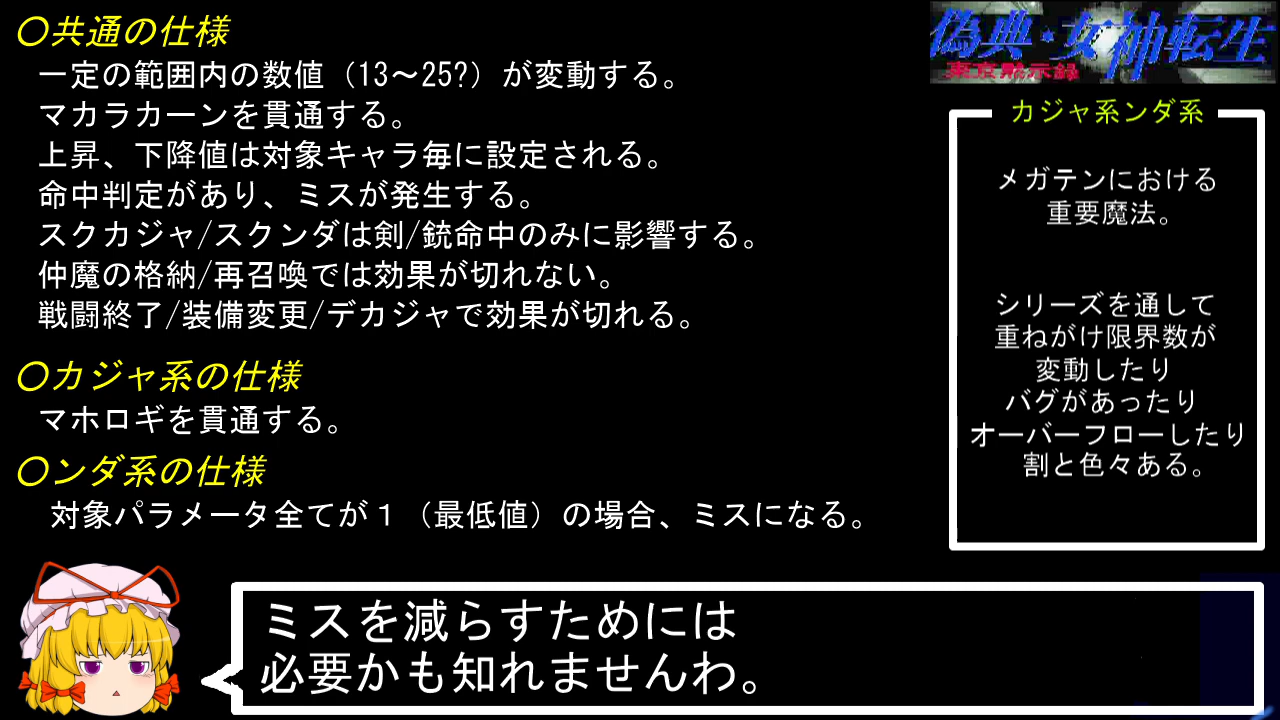 〇共通の仕様
一定の範囲内の数値（13～25?）が変動する。
マカラカーンを貫通する。
上昇、下降値は対象キャラ毎に設定される。
命中判定があり、ミスが発生する。
スクカジャ/スクンダは剣/銃命中のみに影響する。
仲魔の格納/再召喚では効果が切れない。
戦闘終了/装備変更/デカジャで効果が切れる。
〇カジャ系の仕様
マホロギを貫通する。
〇ンダ系の仕様
対象パラメータ全てが１（最低値）の場合、ミスになる。
偽典・女神転生
東京黙示録
カジャ系ンダ系
メガテンにおける
重要魔法。
シリーズを通して
重ねがけ限界数が
変動したり
バグがあったり
オーバーフローしたり
割と色々ある。
ミスを減らすためには
必要かも知れませんわ。